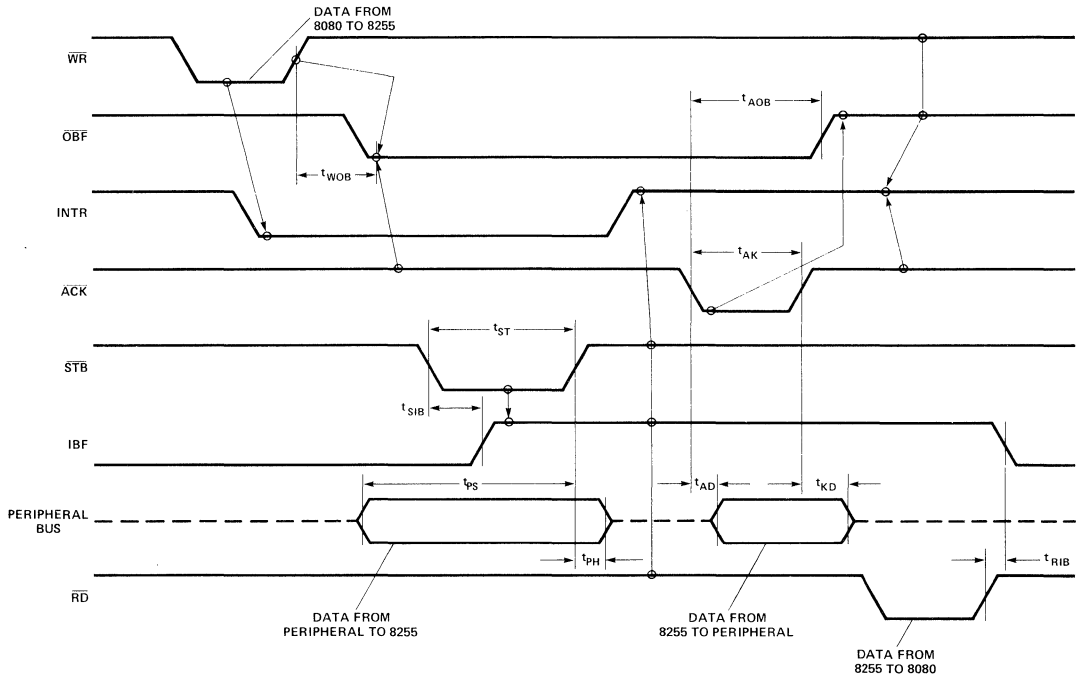 DATA FROM
8080 TO 8255
WR
OBF
tAOB
tWOB
INTR
tAK
ACK
tST
STB
tSIB
IBF
tPS
tAD
tKD
PERIPHERAL
BUS
tPH
tRIB
RD
DATA FROM
PERIPHERAL TO 8255
DATA FROM
8255 TO PERIPHERAL
DATA FROM
8255 TO 8080